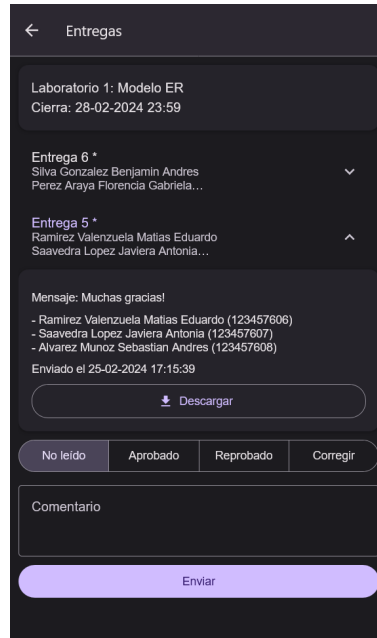 Entregas
Laboratorio 1: Modelo ER
Cierra: 28-02-2024 23:59
Entrega 6 *
Silva Gonzalez Benjamin Andres
Perez Araya Florencia Gabriela…
Entrega 5 *
Ramirez Valenzuela Matias Eduardo
Saavedra Lopez Javiera Antonia…
Mensaje: Muchas gracias!
- Ramirez Valenzuela Matias Eduardo (123457606)
- Saavedra Lopez Javiera Antonia (123457607)
- Alvarez Munoz Sebastian Andres (123457608)
Enviado el 25-02-2024 17:15:39
Descargar
No leído Aprobado Reprobado Corregir
Comentario
Enviar